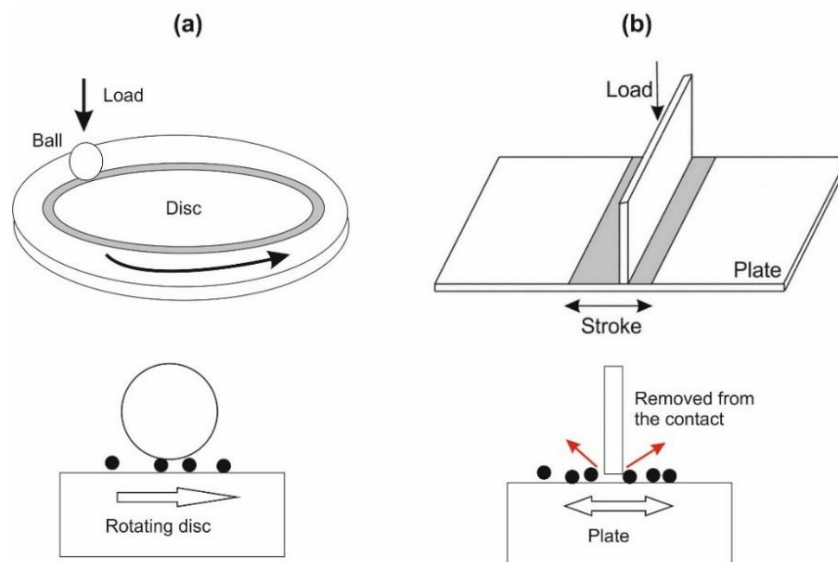 (a)
Load
Ball
Disc
(b)
Load
Plate
Stroke
Rotating disc
Removed from
the contact
Plate